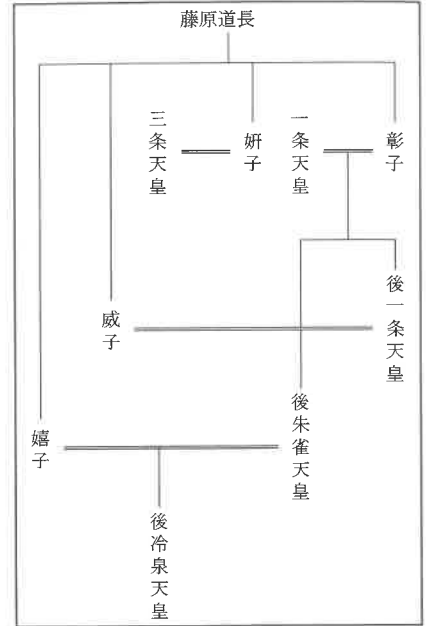 藤原道長
彰子
一条天皇
妍子
三条天皇
後一条天皇
威子
後朱雀天皇
嬉子
後冷泉天皇